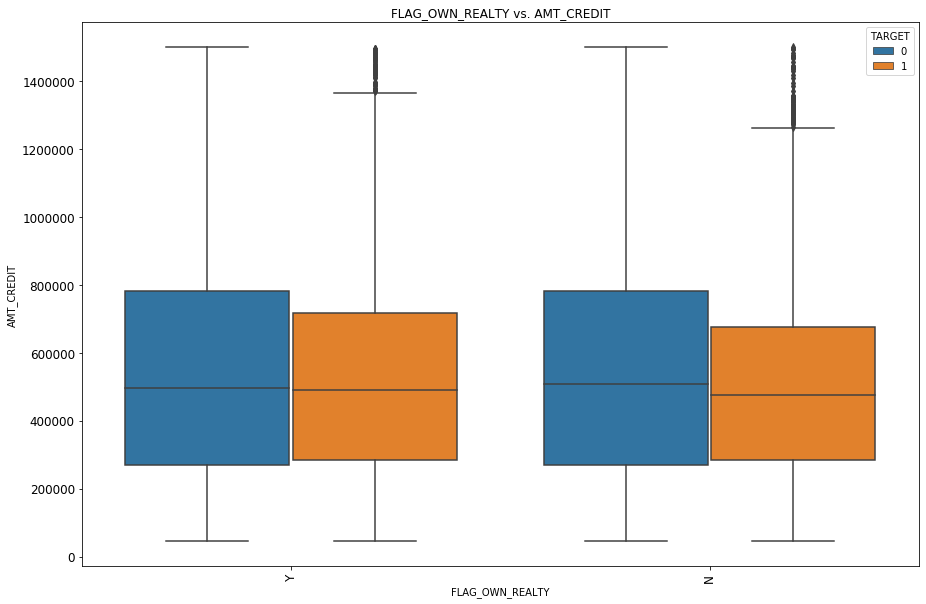 FLAG_OWN_REALTY vs. AMT_CREDIT
TARGET
0
1
1400000
1200000
1000000
800000
600000
400000
200000
0
AMT_CREDIT
Y
N
FLAG_OWN_REALTY